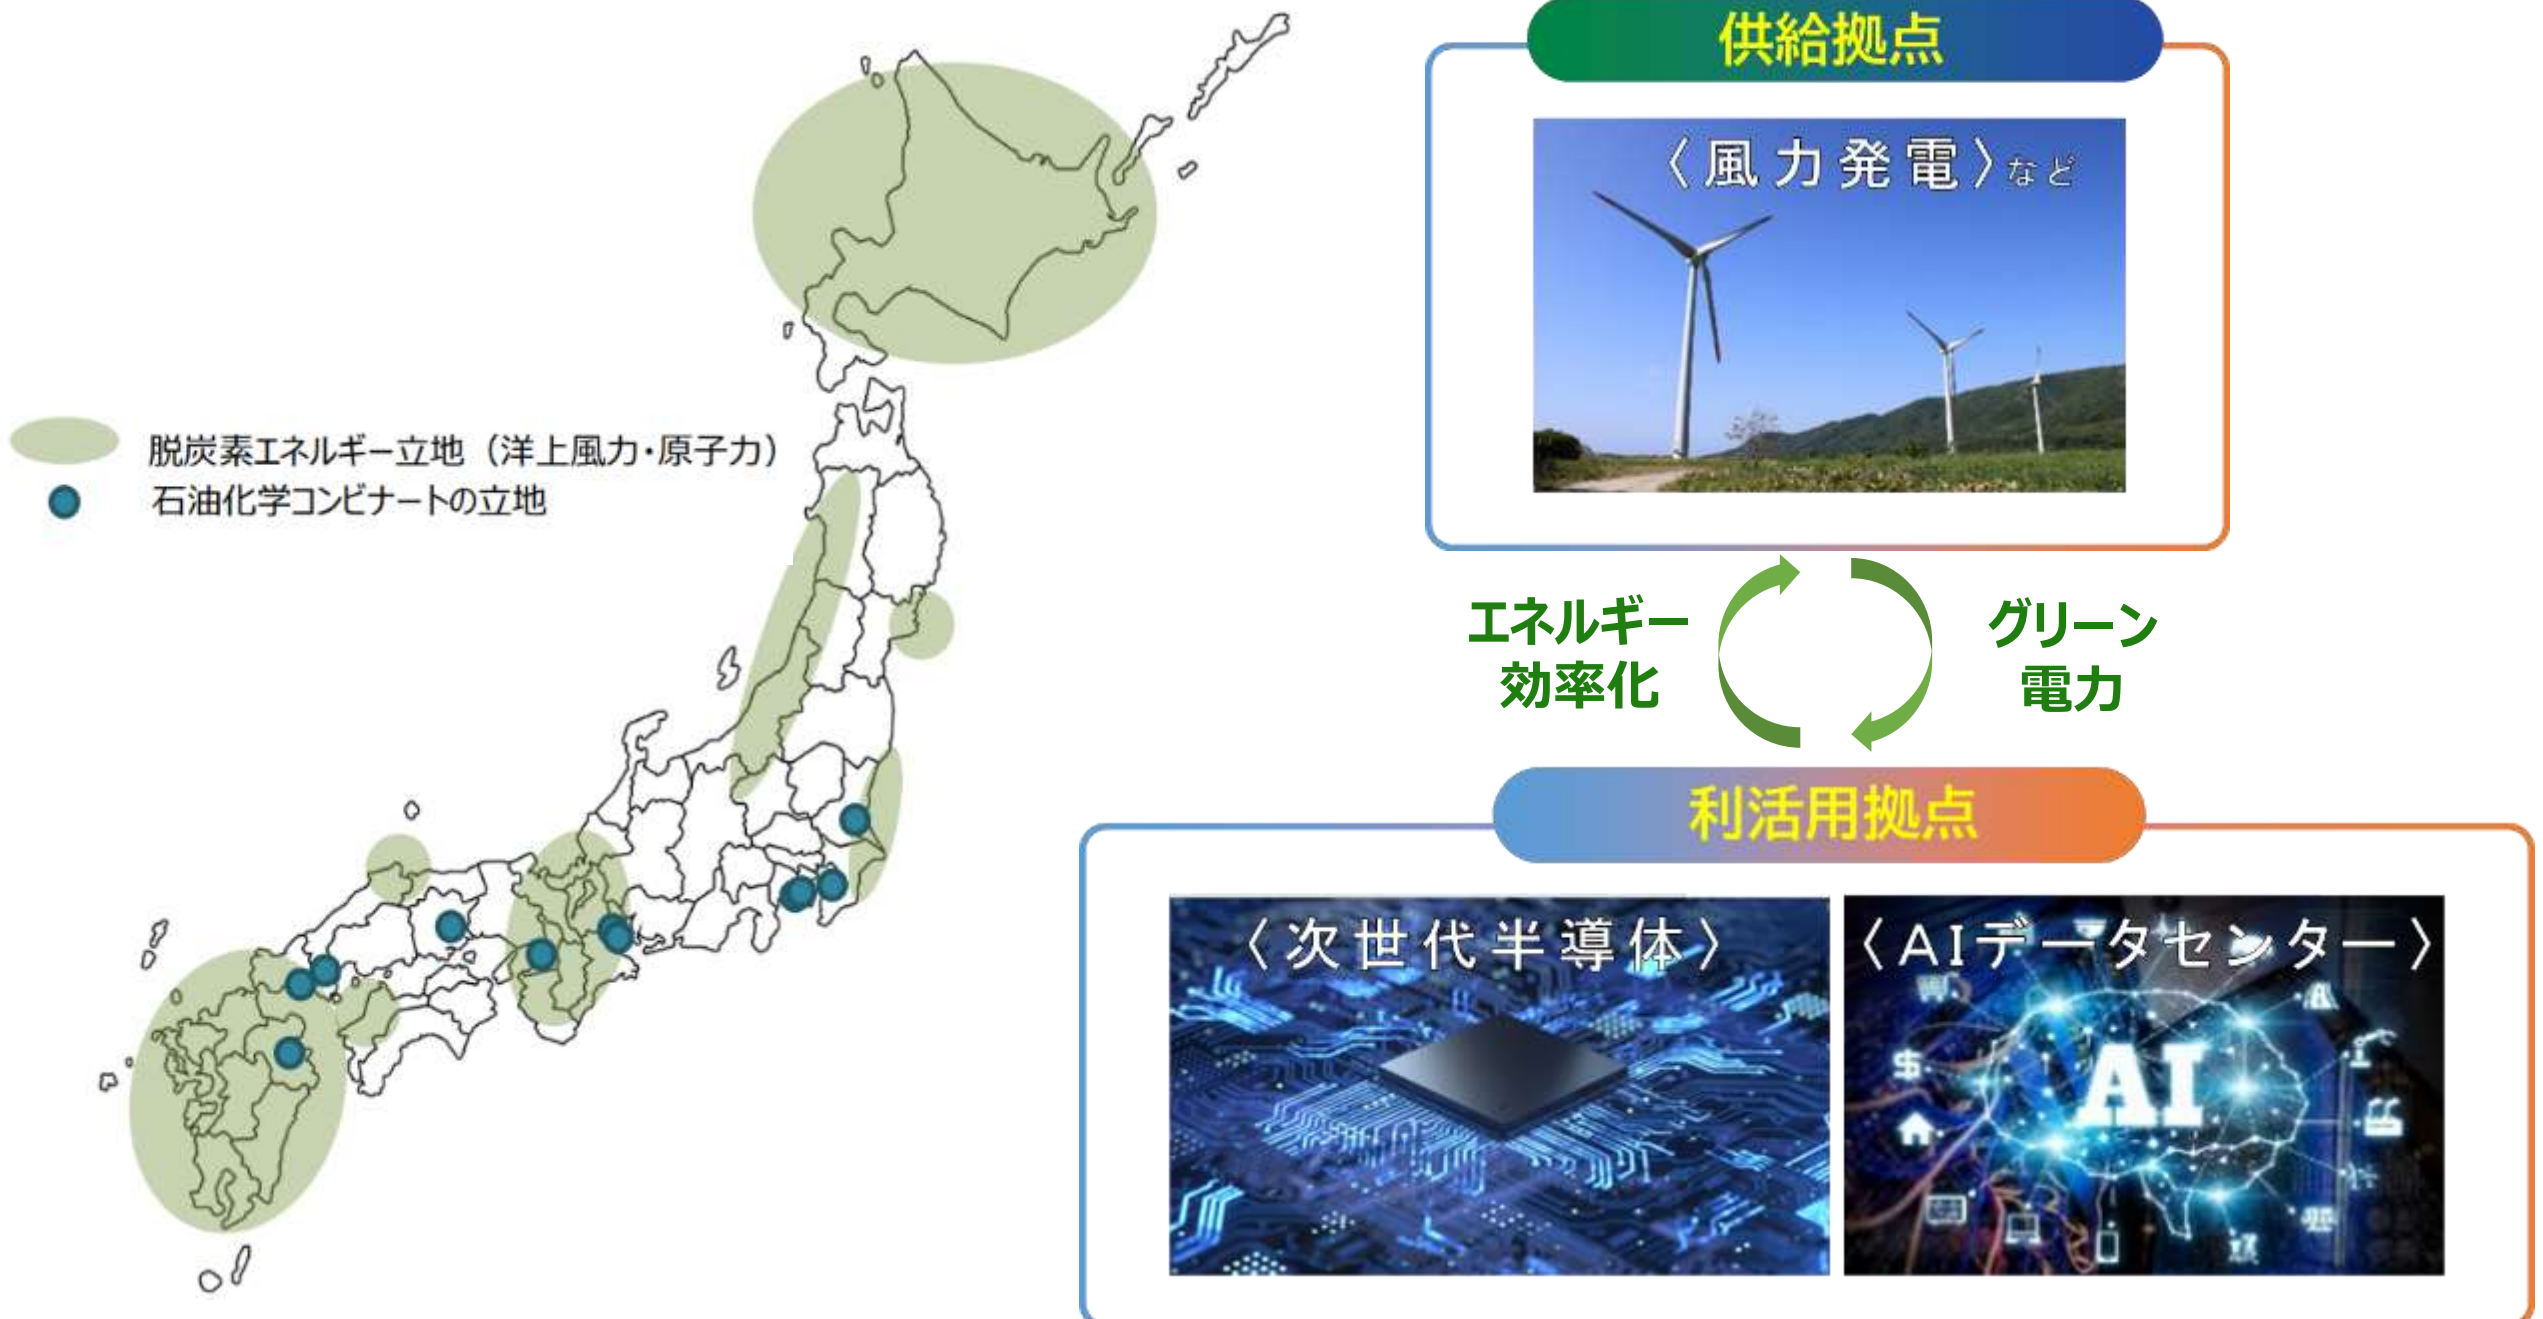 脱炭素エネルギー立地（洋上風力・原子力）
石油化学コンビナートの立地
供給拠点
〈風力発電〉など
エネルギー
効率化
グリーン
電力
利活用拠点
〈次世代半導体〉
〈AIデータセンター〉
AI
$